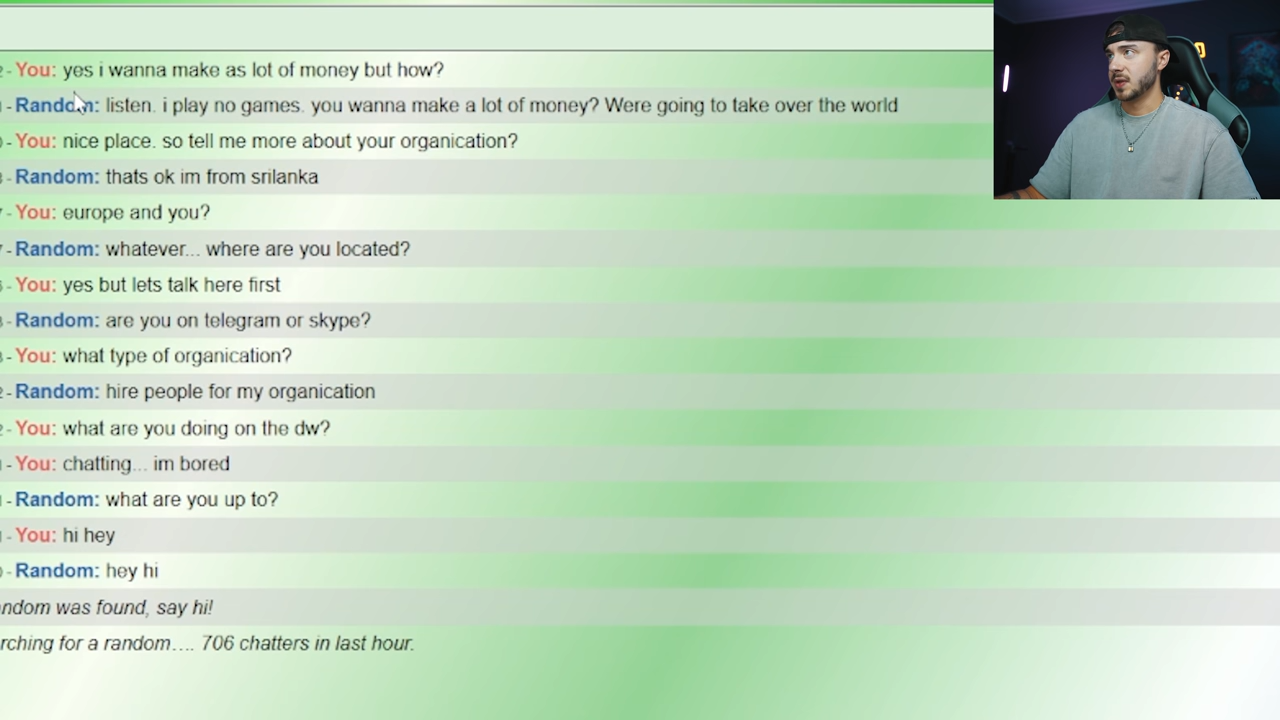 You: yes i wanna make as lot of money but how?
Random: listen. i play no games. you wanna make a lot of money? Were going to take over the world
You: nice place. so tell me more about your organication?
Random: thats ok im from srilanka
You: europe and you?
Random: whatever... where are you located?
You: yes but lets talk here first
Random: are you on telegram or skype?
You: what type of organication?
Random: hire people for my organication
You: what are you doing on the dw?
You: chatting... im bored
Random: what are you up to?
You: hi hey
Random: hey hi
ndom was found, say hi!
rching for a random.... 706 chatters in last hour.